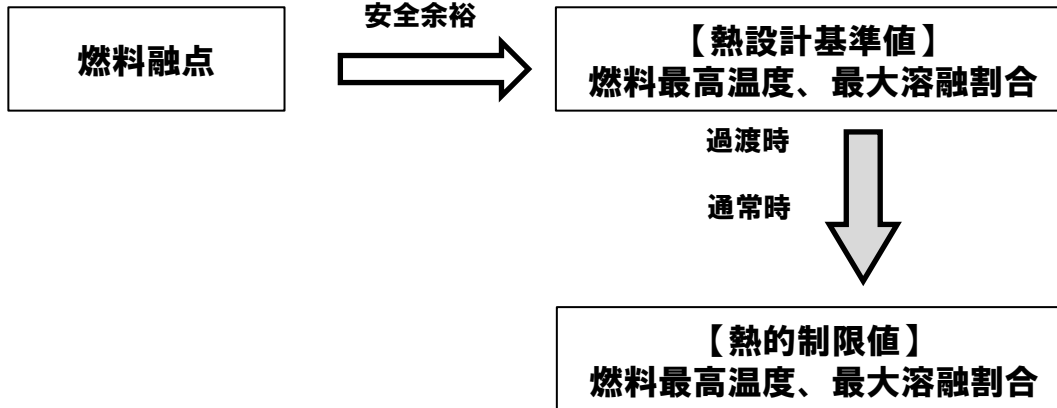 燃料融点
安全余裕
【熱設計基準値】
燃料最高温度、最大溶融割合
過渡時
通常時
【熱的制限値】
燃料最高温度、最大溶融割合